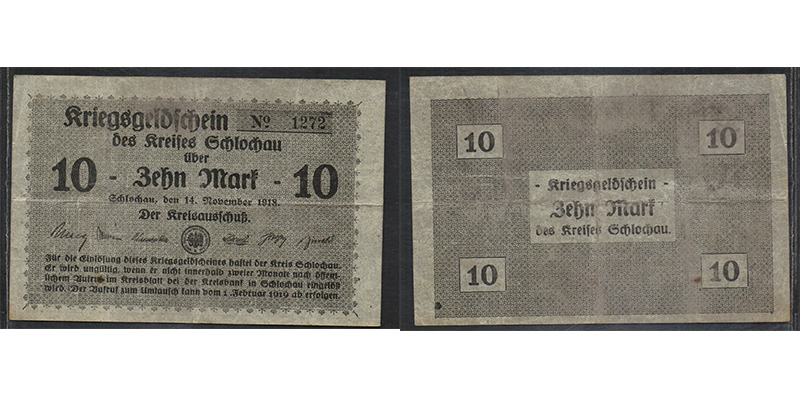 Kriegsgeldschein Nº 1272
des Kreises Schlochau
über
10 - Zehn Mark - 10
Schlochau, den 14. November 1918.
Der Kreisausschuß.
Für die Einlösung dieses Kriegsgeldscheines haftet der Kreis Schlochau.
Er wird ungültig, wenn er nicht innerhalb zweier Monate nach öffent-
lichem Aufruf im Kreisblatt bei der Kreisbank in Schlochau eingelöst
wird. Der Aufruf zum Umtausch kann vom 1. Februar 1919 ab erfolgen.
10 10
- Kriegsgeldschein -
Zehn Mark
des Kreises Schlochau.
10 10